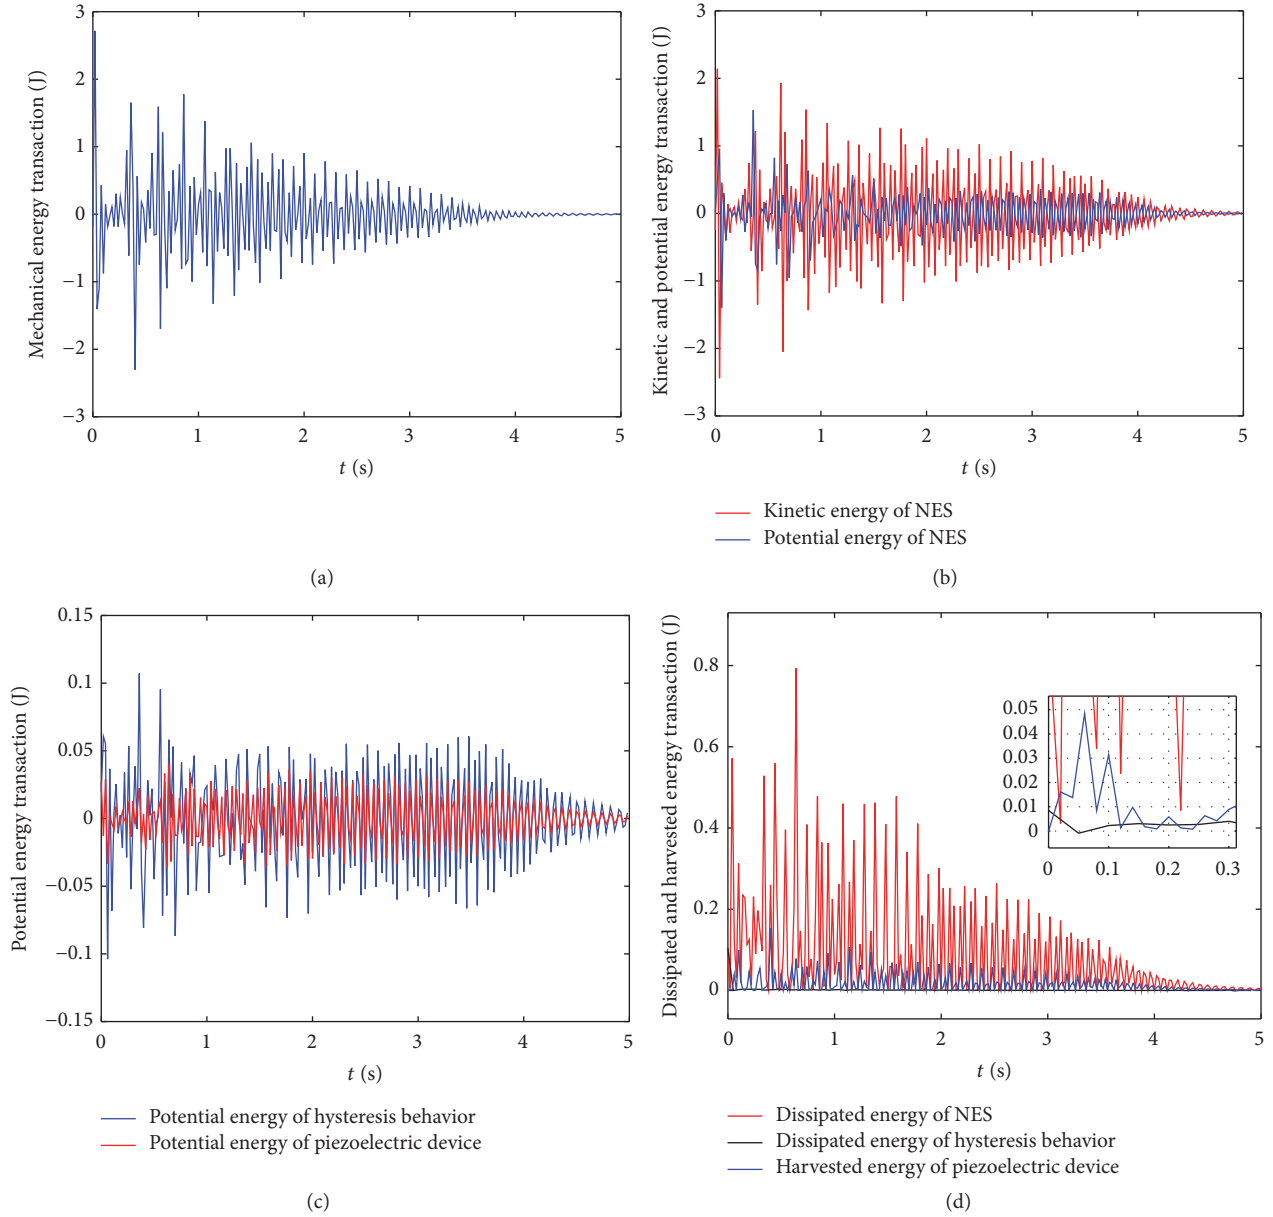 3
2
1
0
−1
−2
−3
Mechanical energy transaction (J)
0 1 2 3 4 5
t (s)
(a)
3
2
1
0
−1
−2
−3
Kinetic and potential energy transaction (J)
0 1 2 3 4 5
t (s)
Kinetic energy of NES
Potential energy of NES
(b)
0.15
0.1
0.05
0
−0.05
−0.1
−0.15
Potential energy transaction (J)
0 1 2 3 4 5
t (s)
Potential energy of hysteresis behavior
Potential energy of piezoelectric device
(c)
0.8
0.6
0.4
0.2
0
Dissipated and harvested energy transaction (J)
0.05
0.04
0.03
0.02
0.01
0
0 0.1 0.2 0.3
0 1 2 3 4 5
t (s)
Dissipated energy of NES
Dissipated energy of hysteresis behavior
Harvested energy of piezoelectric device
(d)